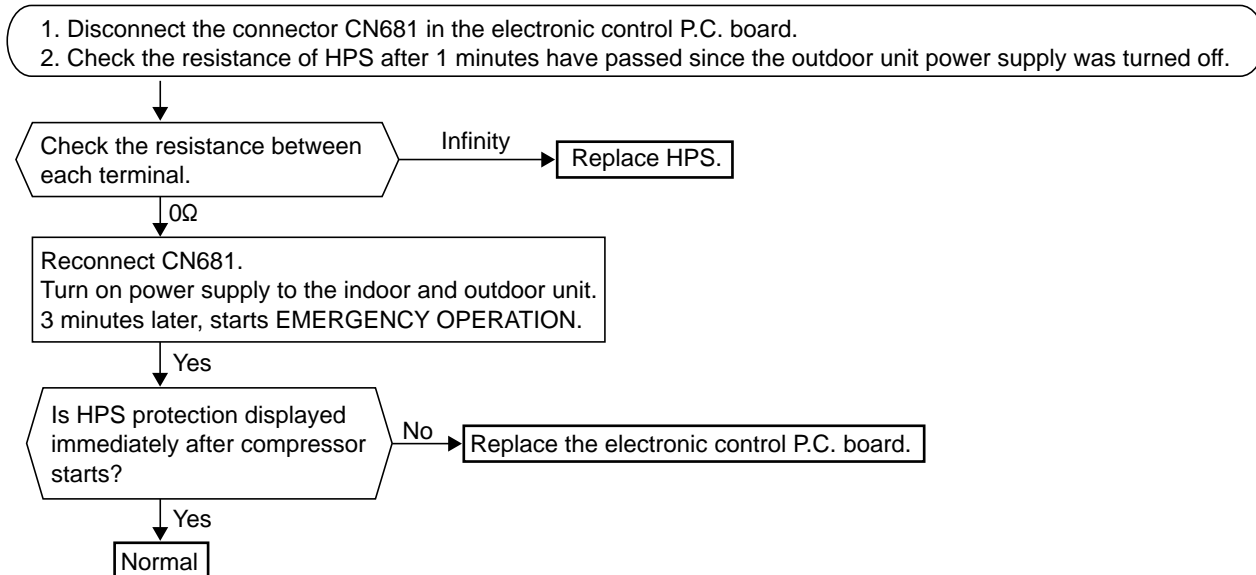 1. Disconnect the connector CN681 in the electronic control P.C. board.
2. Check the resistance of HPS after 1 minutes have passed since the outdoor unit power supply was turned off.
Check the resistance between
each terminal.
Infinity
Replace HPS.
0Ω
Reconnect CN681.
Turn on power supply to the indoor and outdoor unit.
3 minutes later, starts EMERGENCY OPERATION.
Yes
Is HPS protection displayed
immediately after compressor
starts?
No
Replace the electronic control P.C. board.
Yes
Normal